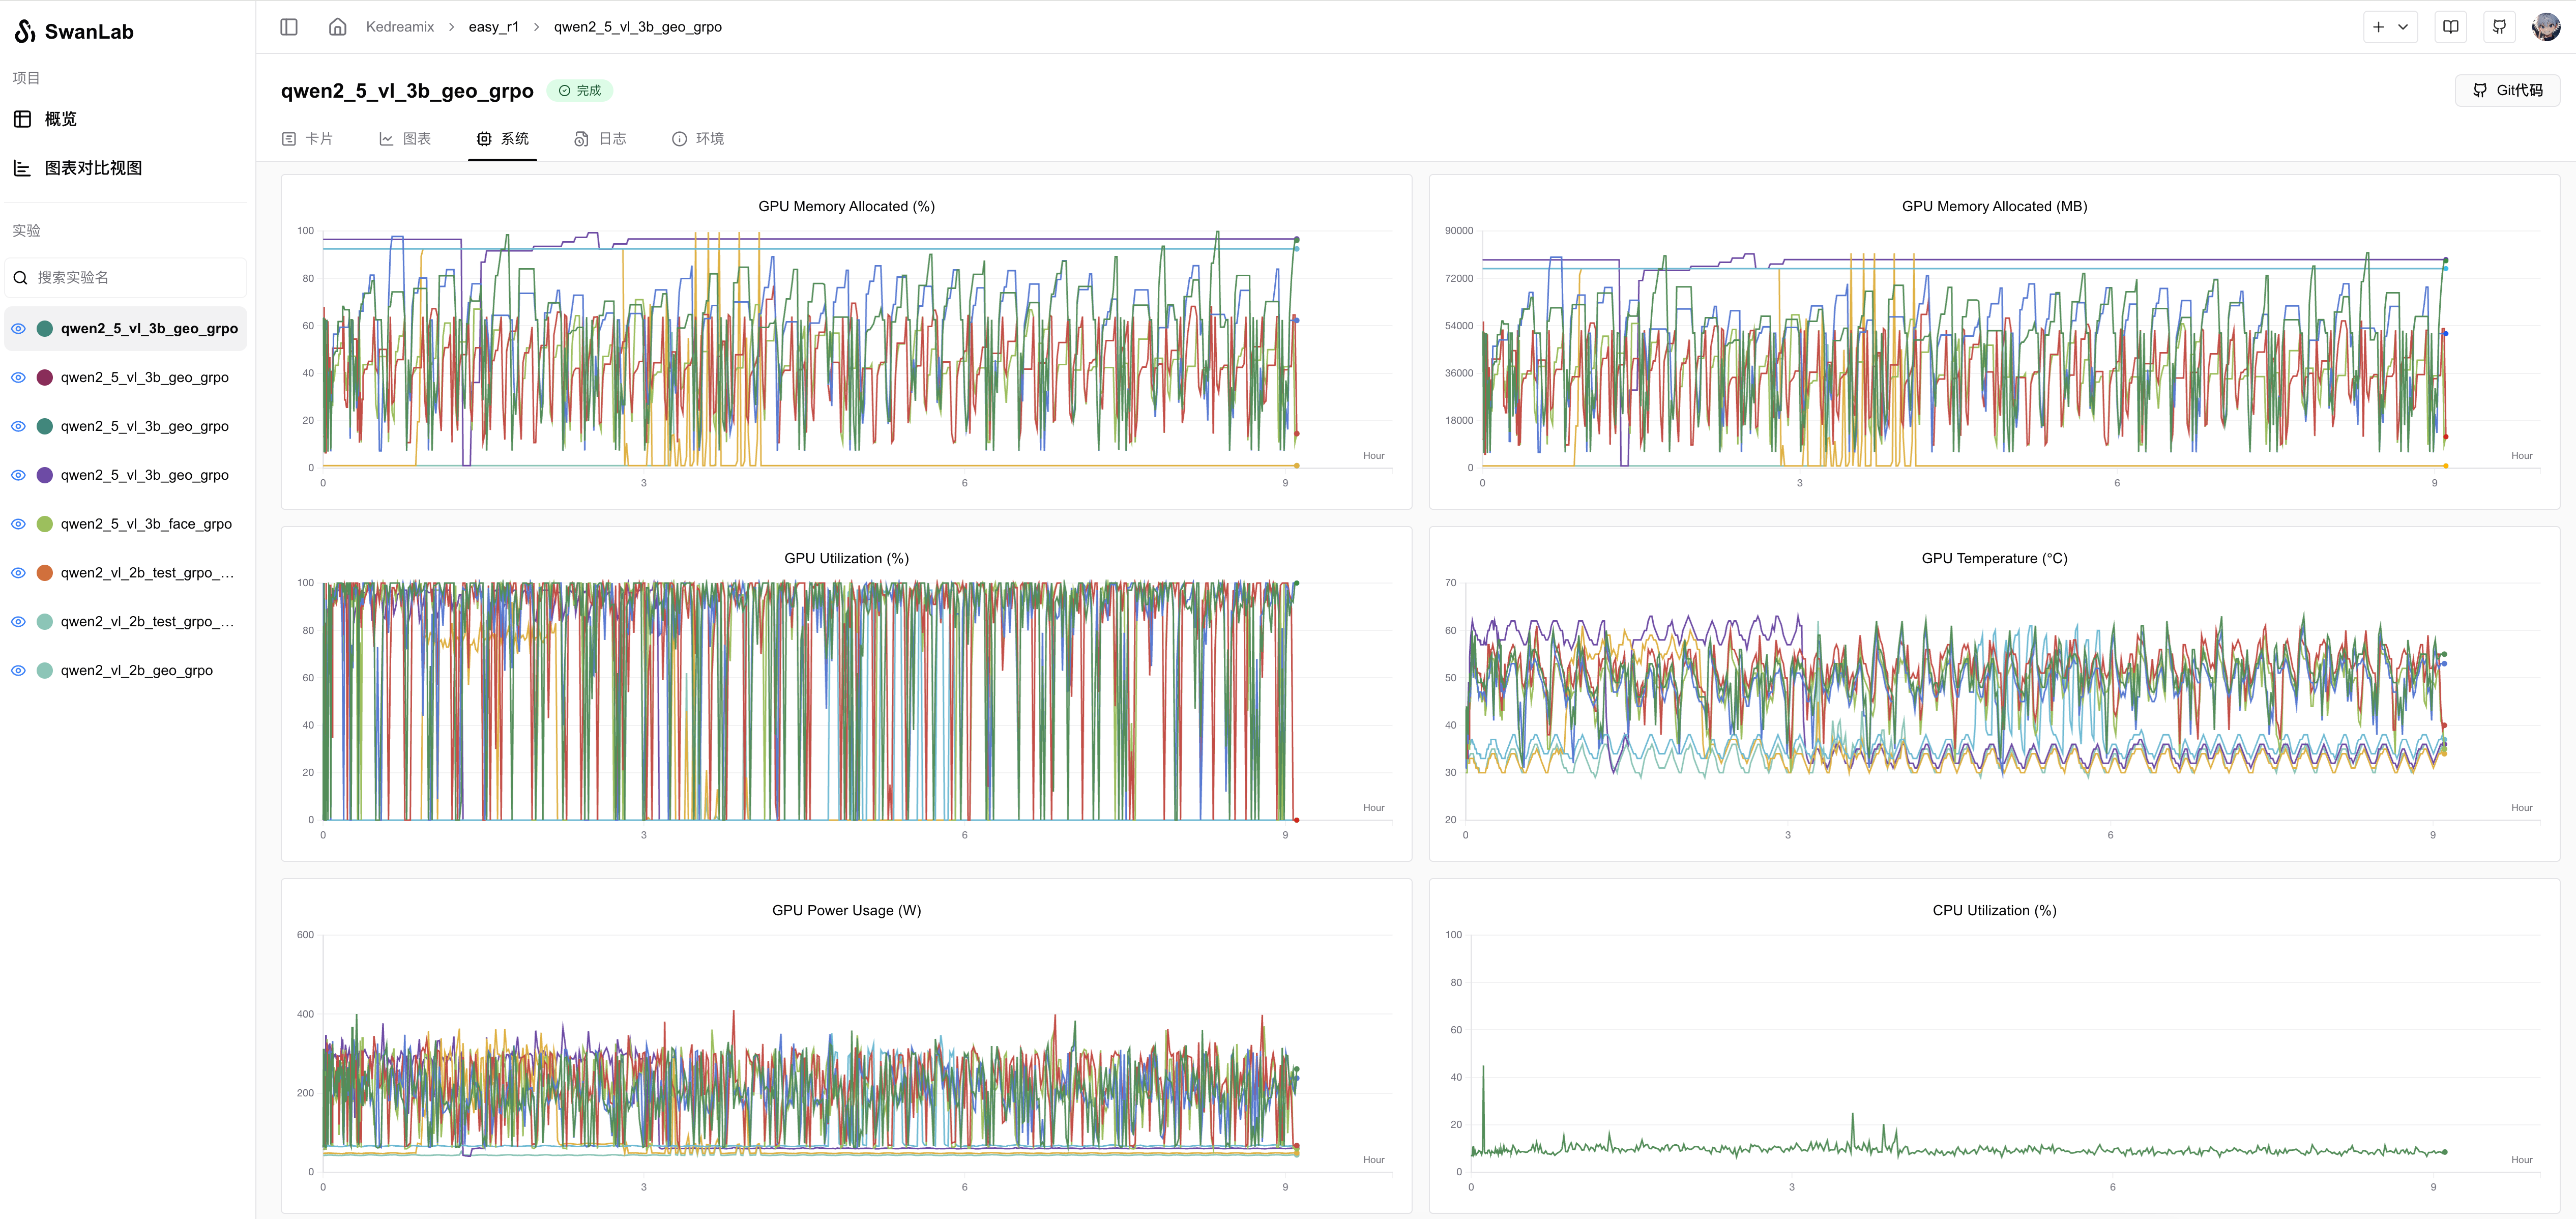 SwanLab
项目
概览
图表对比视图
实验
搜索实验名
qwen2_5_vl_3b_geo_grpo
qwen2_5_vl_3b_geo_grpo
qwen2_5_vl_3b_geo_grpo
qwen2_5_vl_3b_geo_grpo
qwen2_5_vl_3b_face_grpo
qwen2_vl_2b_test_grpo_...
qwen2_vl_2b_test_grpo_...
qwen2_vl_2b_geo_grpo
Kedreamix > easy_r1 > qwen2_5_vl_3b_geo_grpo
qwen2_5_vl_3b_geo_grpo 完成
Git代码
卡片 图表 系统 日志 环境
GPU Memory Allocated (%)
100
80
60
40
20
0
Hour
0 3 6 9
GPU Memory Allocated (MB)
90000
72000
54000
36000
18000
0
Hour
0 3 6 9
GPU Utilization (%)
100
80
60
40
20
0
Hour
0 3 6 9
GPU Temperature (°C)
70
60
50
40
30
20
Hour
0 3 6 9
GPU Power Usage (W)
600
400
200
0
Hour
0 3 6 9
CPU Utilization (%)
100
80
60
40
20
0
Hour
0 3 6 9